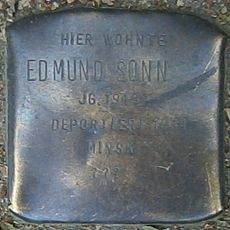 HIER WOHNTE
EDMUND SONN
JG.
DEPORTIERT
MINSK
???